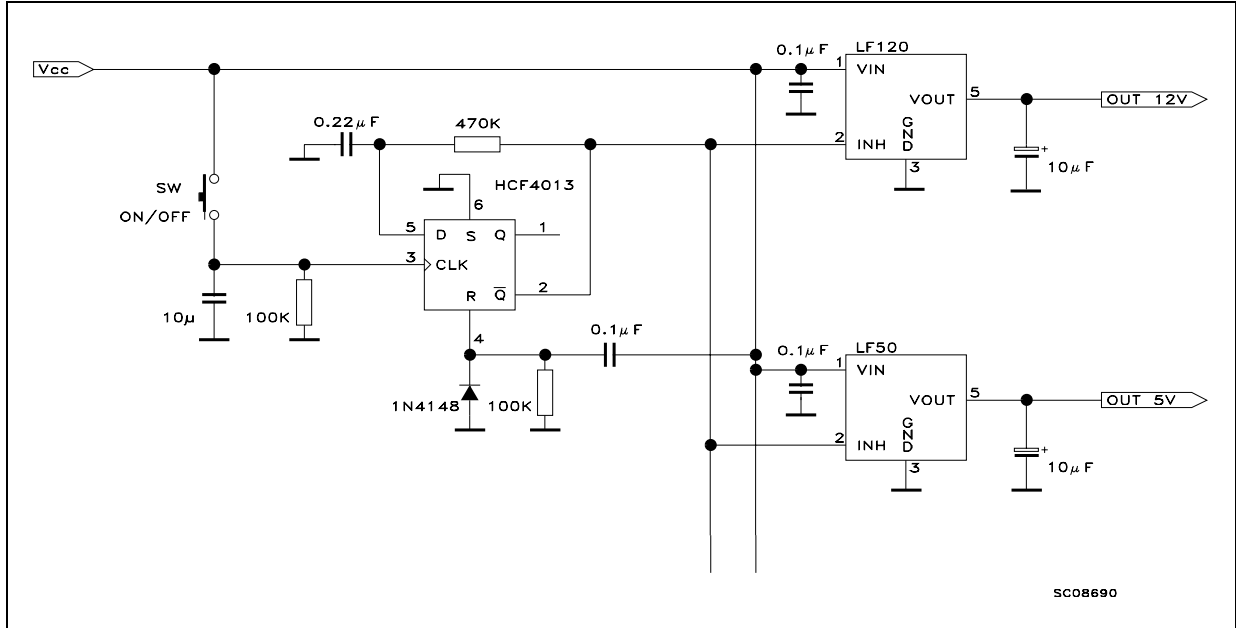 Vcc
0.1μF
LF120
1
VIN
VOUT
5
OUT 12V
2
INH
GND
3
+
10μF
0.22μF
470K
HCF4013
SW
ON/OFF
6
5
D
S
Q
1
3
CLK
R
Q̅
2
4
10μ
100K
0.1μF
1N4148
100K
0.1μF
LF50
1
VIN
VOUT
5
OUT 5V
2
INH
GND
3
+
10μF
SC08690